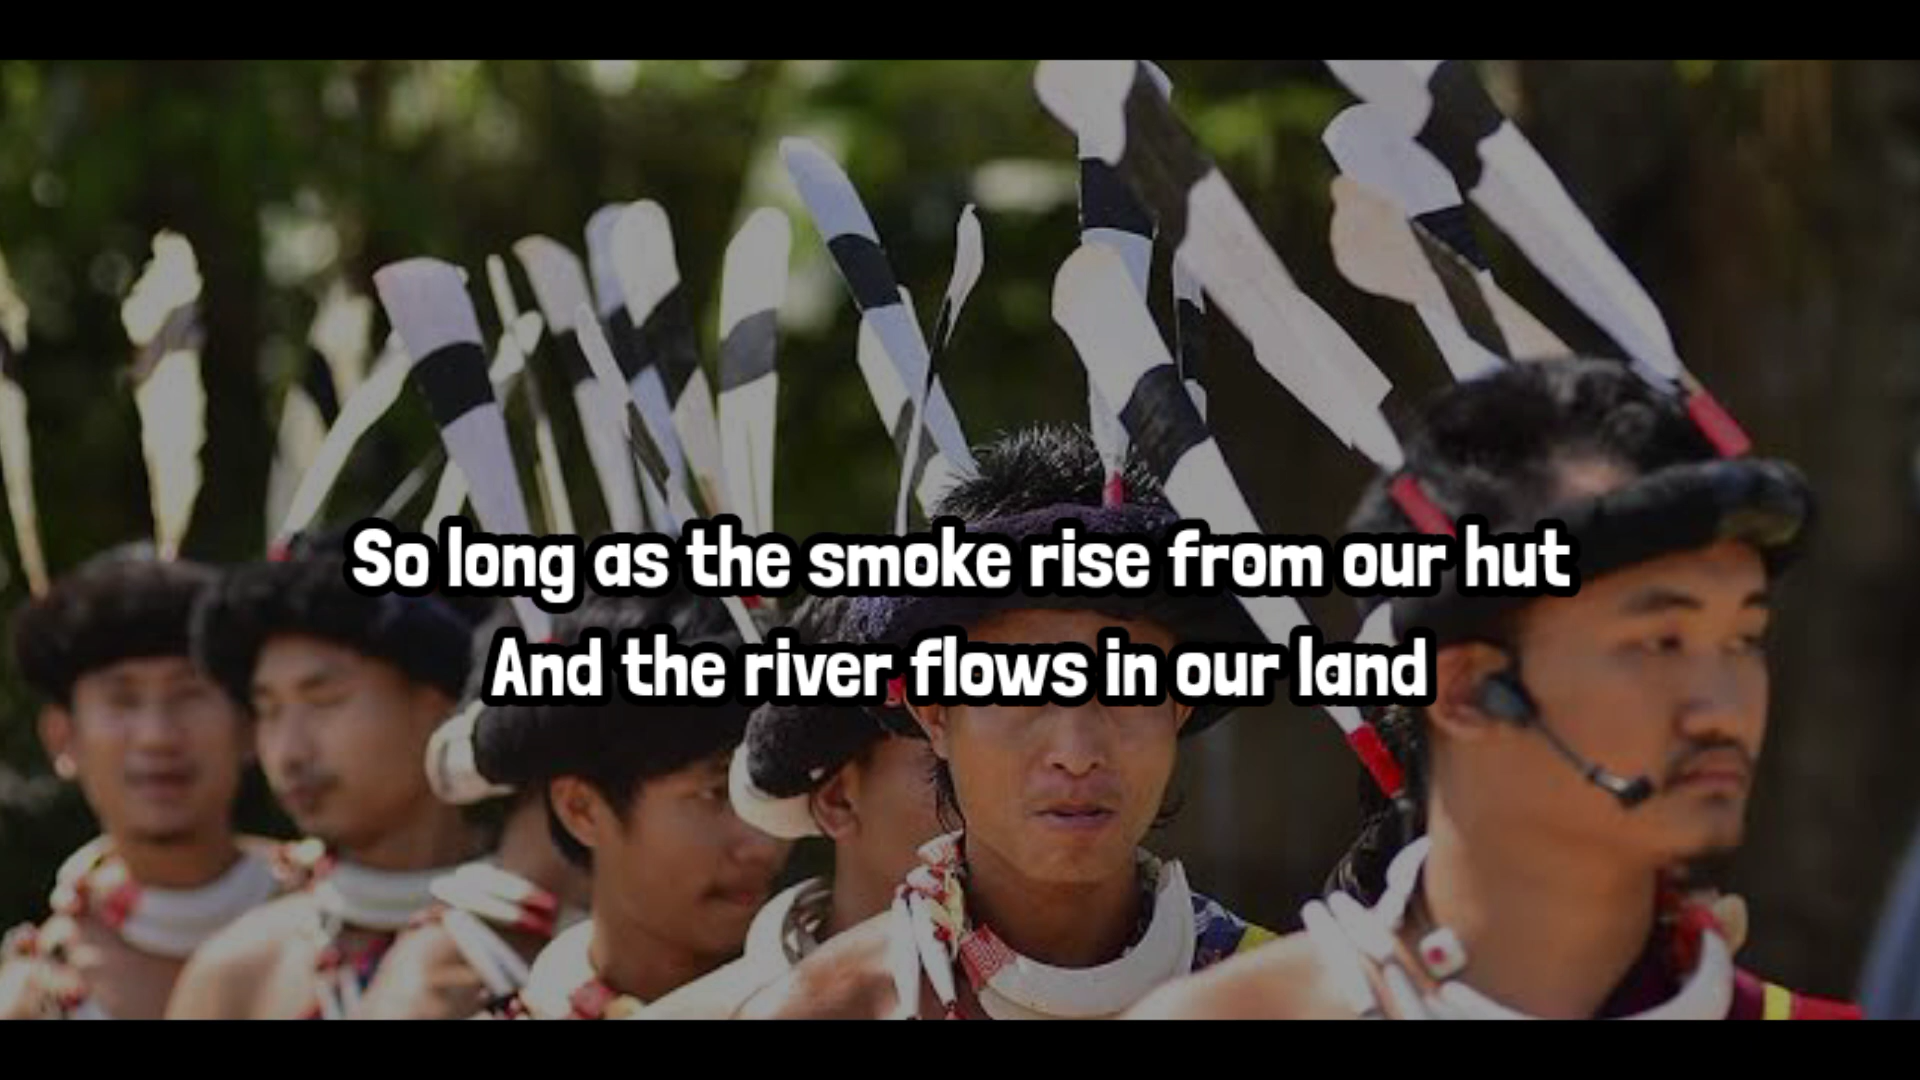 So long as the smoke rise from our hut
And the river flows in our land